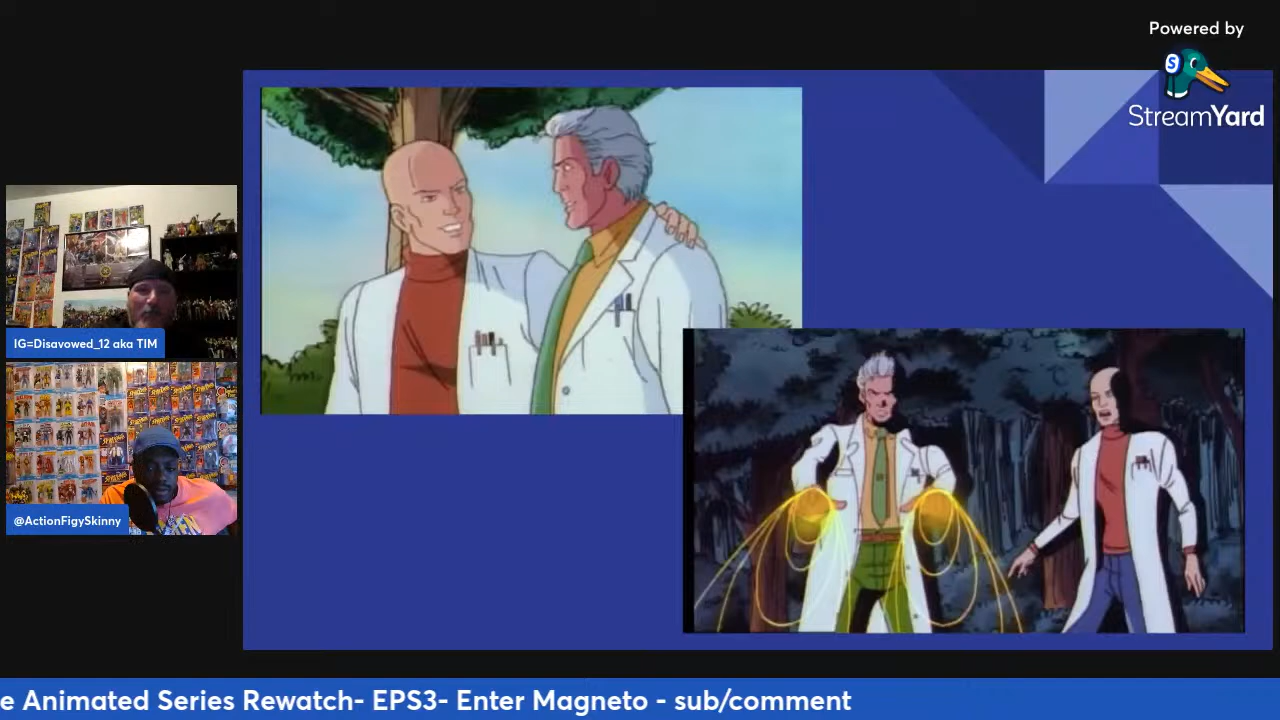 Powered by
S
StreamYard
IG=Disavowed_12 aka TIM
@ActionFigySkinny
e Animated Series Rewatch- EPS3- Enter Magneto - sub/comment